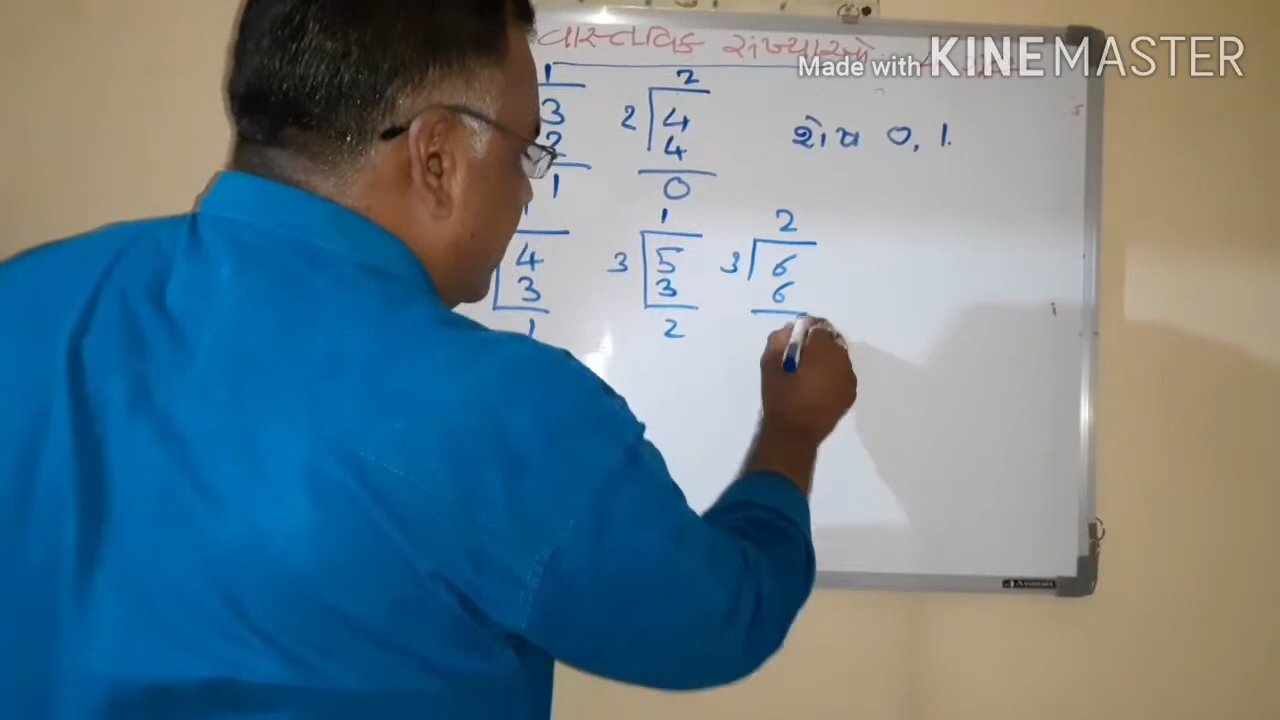 વાસ્તવિક સંખ્યાઓ
Made with KINEMASTER
1 2
3 2 4
2 4
1 0
શેષ 0, 1.
1 1 2
4 3 5 3 6
3 3 6
1 2